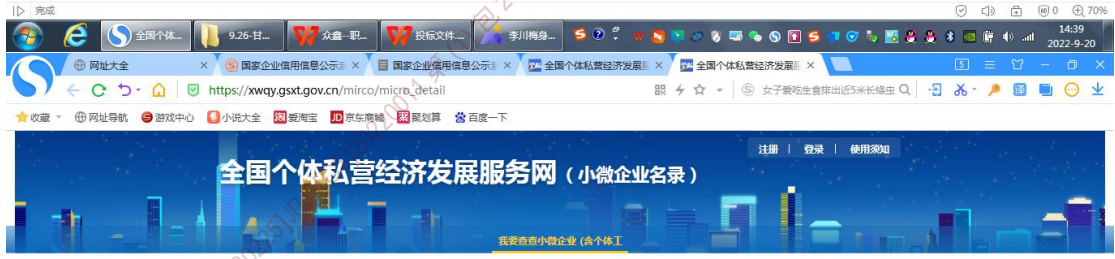 完成 0 70%
全国个体... 9.26-甘... 众鑫--职... 投标文件... 李川梅身... 14:39
2022-9-20
网址大全 国家企业信用信息公示系 国家企业信用信息公示系 全国个体私营经济发展服 全国个体私营经济发展服 5
https://xwqy.gsxt.gov.cn/mirco/micro_detail 女子爱吃生食排出近5米长绦虫
收藏 网址导航 游戏中心 小说大全 爱淘宝 京东商城 聚划算 百度一下
注册 | 登录 | 使用须知
全国个体私营经济发展服务网（小微企业名录）
我要查查小微企业 (含个体工